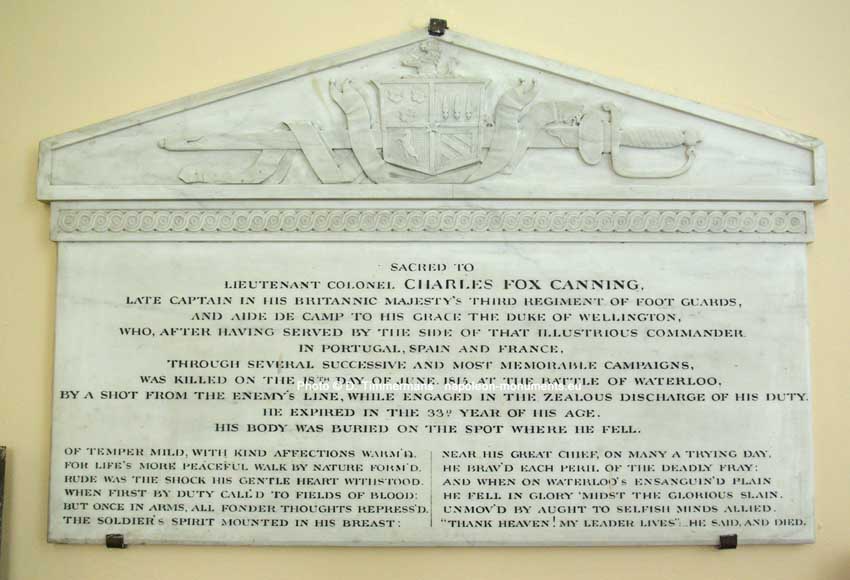 SACRED TO
LIEUTENANT COLONEL CHARLES FOX CANNING,
LATE CAPTAIN IN HIS BRITANNIC MAJESTY'S THIRD REGIMENT OF FOOT GUARDS,
AND AIDE DE CAMP TO HIS GRACE THE DUKE OF WELLINGTON,
WHO, AFTER HAVING SERVED BY THE SIDE OF THAT ILLUSTRIOUS COMMANDER
IN PORTUGAL, SPAIN AND FRANCE,
THROUGH SEVERAL SUCCESSIVE AND MOST MEMORABLE CAMPAIGNS,
WAS KILLED ON THE 18TH DAY OF JUNE 1815, AT THE BATTLE OF WATERLOO,
Photo © D. Timmermans - napoleon-monuments.eu
BY A SHOT FROM THE ENEMY'S LINE, WHILE ENGAGED IN THE ZEALOUS DISCHARGE OF HIS DUTY.
HE EXPIRED IN THE 33D YEAR OF HIS AGE.
HIS BODY WAS BURIED ON THE SPOT WHERE HE FELL.
OF TEMPER MILD, WITH KIND AFFECTIONS WARM'D,
FOR LIFE'S MORE PEACEFUL WALK BY NATURE FORM'D.
RUDE WAS THE SHOCK HIS GENTLE HEART WITHSTOOD,
WHEN FIRST BY DUTY CALL'D TO FIELDS OF BLOOD:
BUT ONCE IN ARMS, ALL FONDER THOUGHTS REPRESS'D,
THE SOLDIER'S SPIRIT MOUNTED IN HIS BREAST:
NEAR HIS GREAT CHIEF, ON MANY A TRYING DAY,
HE BRAV'D EACH PERIL OF THE DEADLY FRAY:
AND WHEN ON WATERLOO'S ENSANGUIN'D PLAIN
HE FELL IN GLORY 'MIDST THE GLORIOUS SLAIN,
UNMOV'D BY AUGHT TO SELFISH MINDS ALLIED,
"THANK HEAVEN! MY LEADER LIVES" HE SAID, AND DIED.